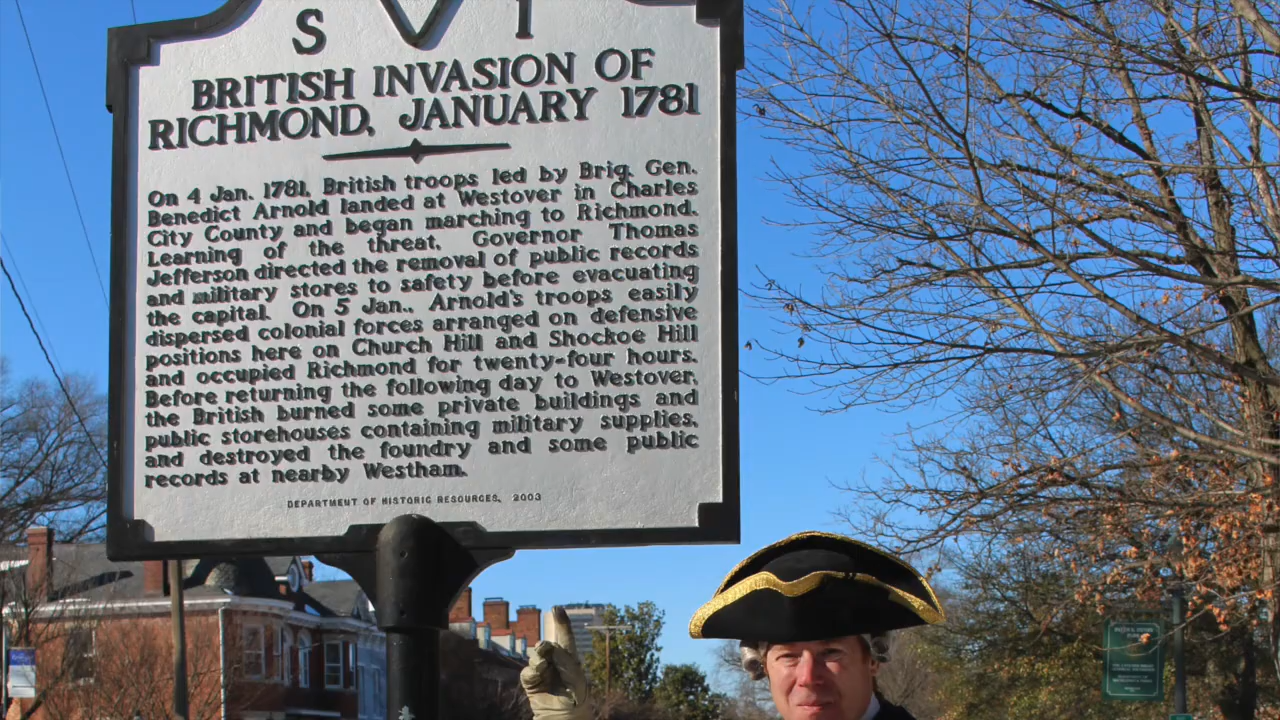 S I
BRITISH INVASION OF
RICHMOND, JANUARY 1781
On 4 Jan. 1781, British troops led by Brig. Gen.
Benedict Arnold landed at Westover in Charles
City County and began marching to Richmond.
Learning of the threat, Governor Thomas
Jefferson directed the removal of public records
and military stores to safety before evacuating
the capital. On 5 Jan., Arnold's troops easily
dispersed colonial forces arranged on defensive
positions here on Church Hill and Shockoe Hill
and occupied Richmond for twenty-four hours.
Before returning the following day to Westover,
the British burned some private buildings and
public storehouses containing military supplies,
and destroyed the foundry and some public
records at nearby Westham.
DEPARTMENT OF HISTORIC RESOURCES, 2003